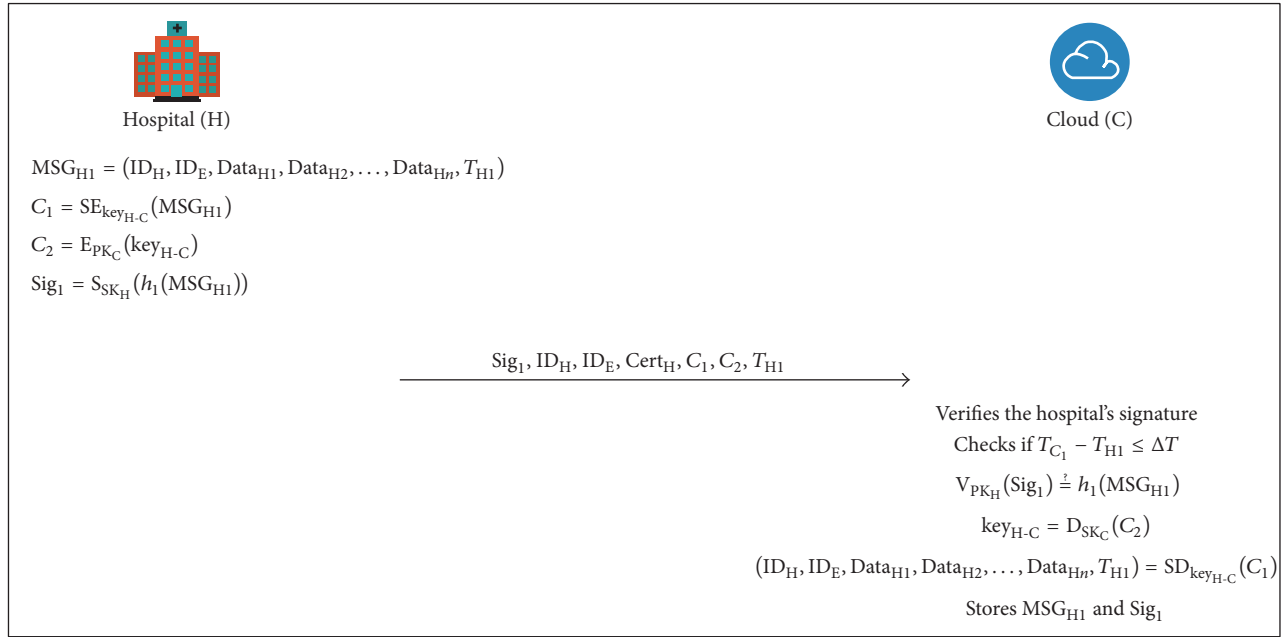 Hospital (H)
Cloud (C)
MSG_H1 = (ID_H, ID_E, Data_H1, Data_H2, . . . , Data_Hn, T_H1)
C_1 = SE_key_H-C (MSG_H1)
C_2 = E_PK_C (key_H-C)
Sig_1 = S_SK_H (h_1(MSG_H1))
Sig_1, ID_H, ID_E, Cert_H, C_1, C_2, T_H1
Verifies the hospital's signature
Checks if T_C_1 − T_H1 ≤ ΔT
V_PK_H (Sig_1) ≟ h_1(MSG_H1)
key_H-C = D_SK_C (C_2)
(ID_H, ID_E, Data_H1, Data_H2, . . . , Data_Hn, T_H1) = SD_key_H-C (C_1)
Stores MSG_H1 and Sig_1